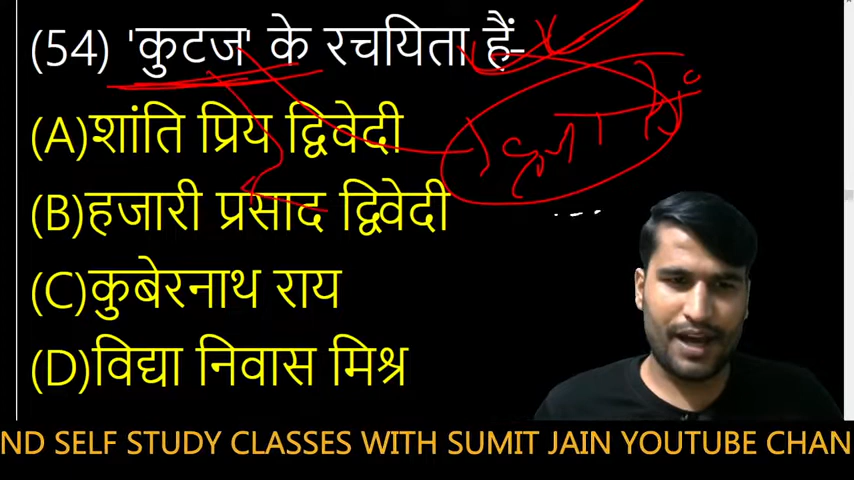 (54) 'कुटज' के रचयिता हैं-
(A)शांति प्रिय द्विवेदी
(B)हजारी प्रसाद द्विवेदी
(C)कुबेरनाथ राय
(D)विद्या निवास मिश्र
ND SELF STUDY CLASSES WITH SUMIT JAIN YOUTUBE CHAN